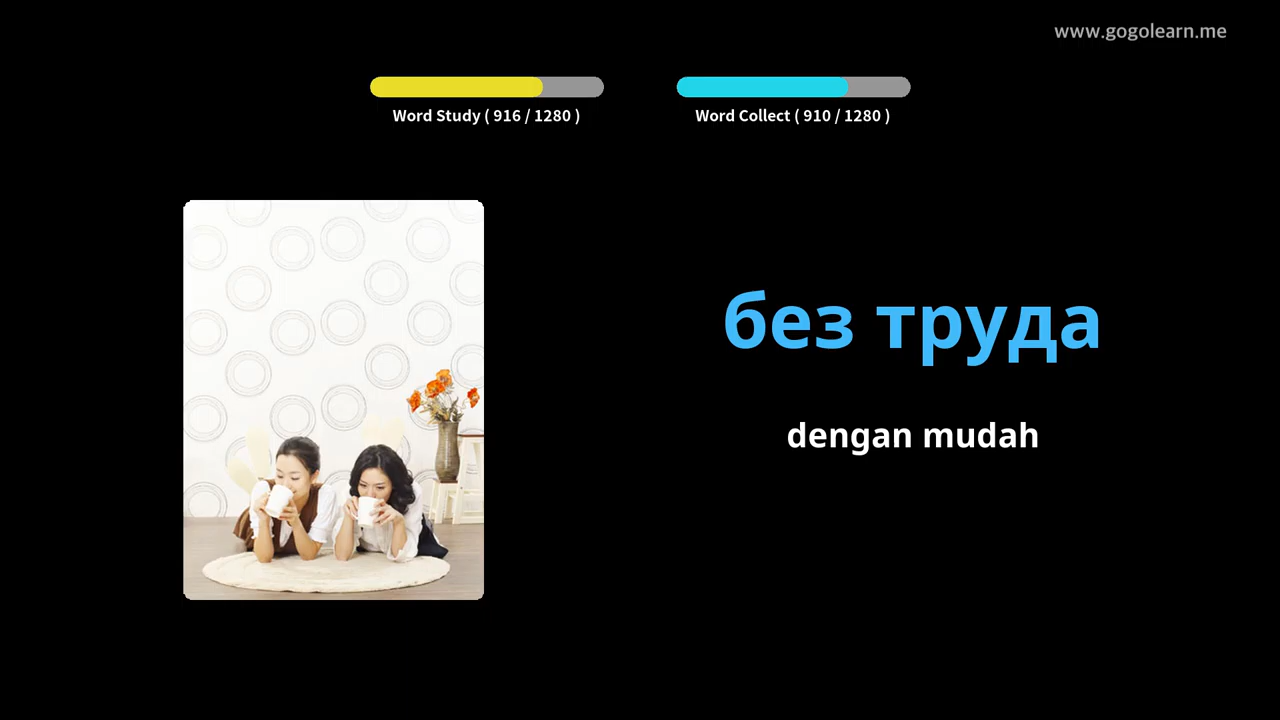 www.gogolearn.me
Word Study ( 916 / 1280 )
Word Collect ( 910 / 1280 )
без труда
dengan mudah